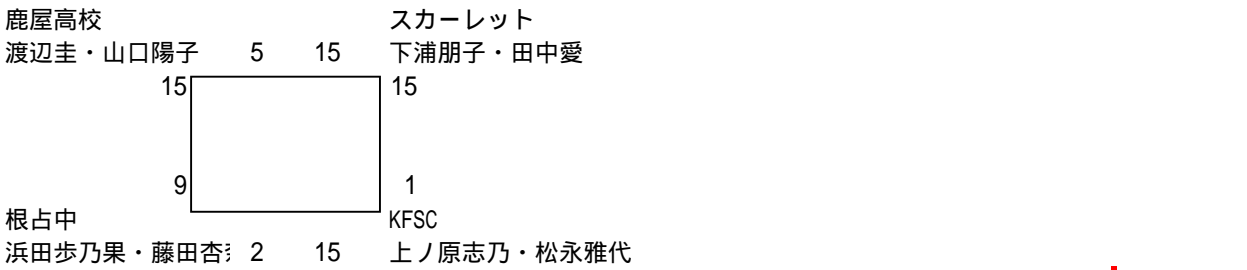 鹿屋高校 スカーレット
渡辺圭・山口陽子 5 15 下浦朋子・田中愛
15 15
9 1
根占中 KFSC
浜田歩乃果・藤田杏 2 15 上ノ原志乃・松永雅代